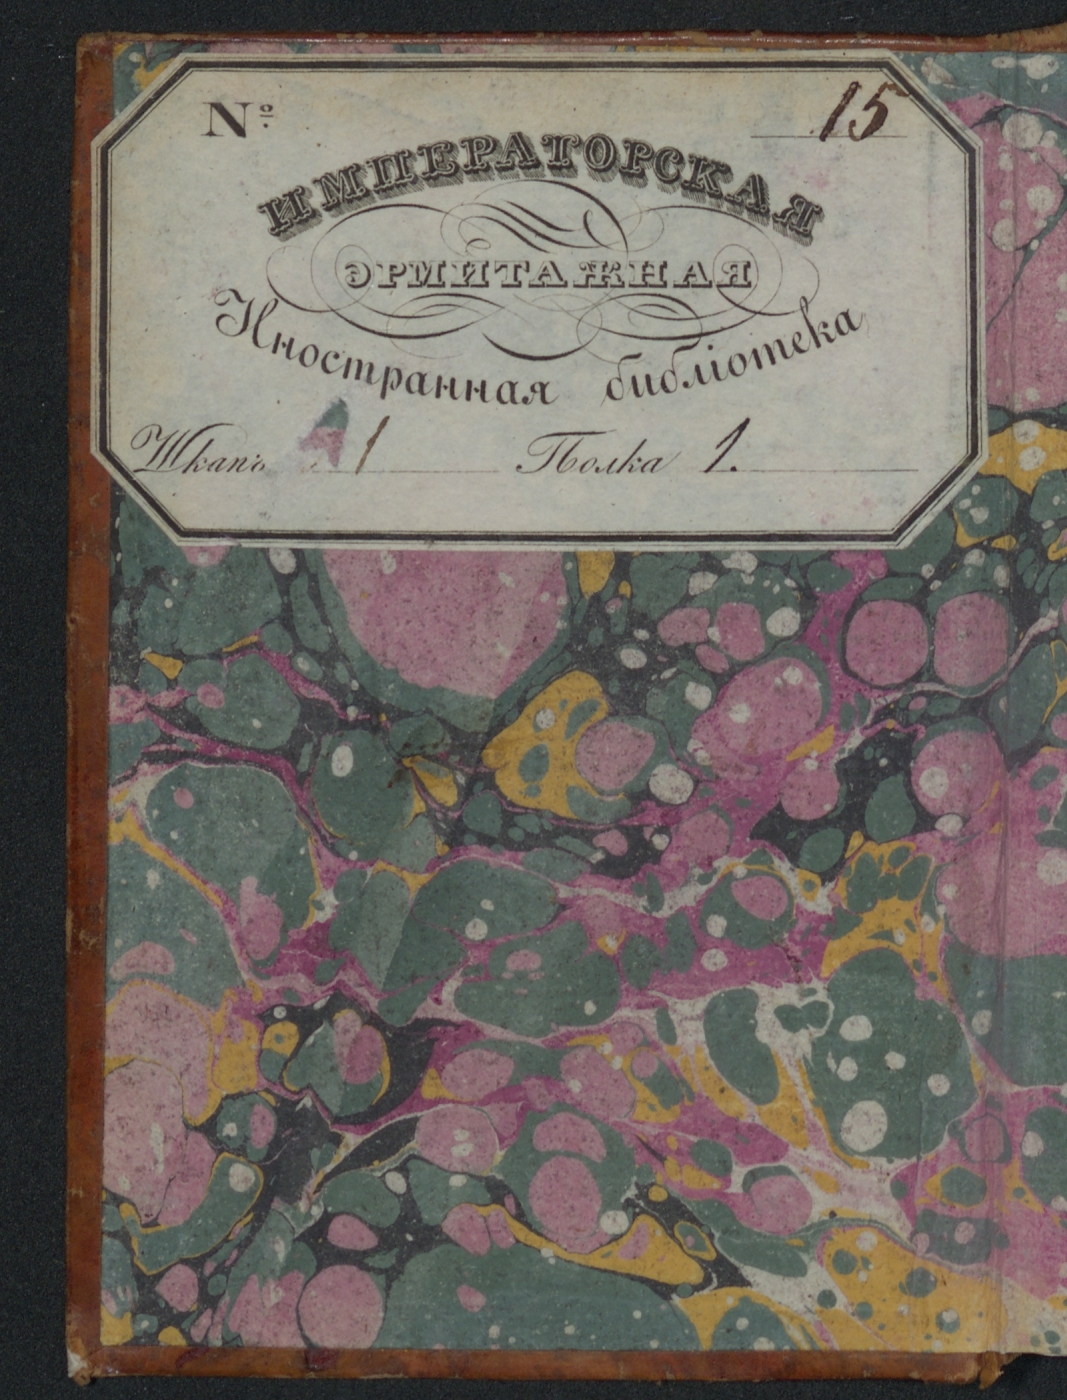 № 15
ИМПЕРАТОРСКАЯ
ЭРМИТАЖНАЯ
Иностранная библіотека
Шкапъ 1 Полка 1.